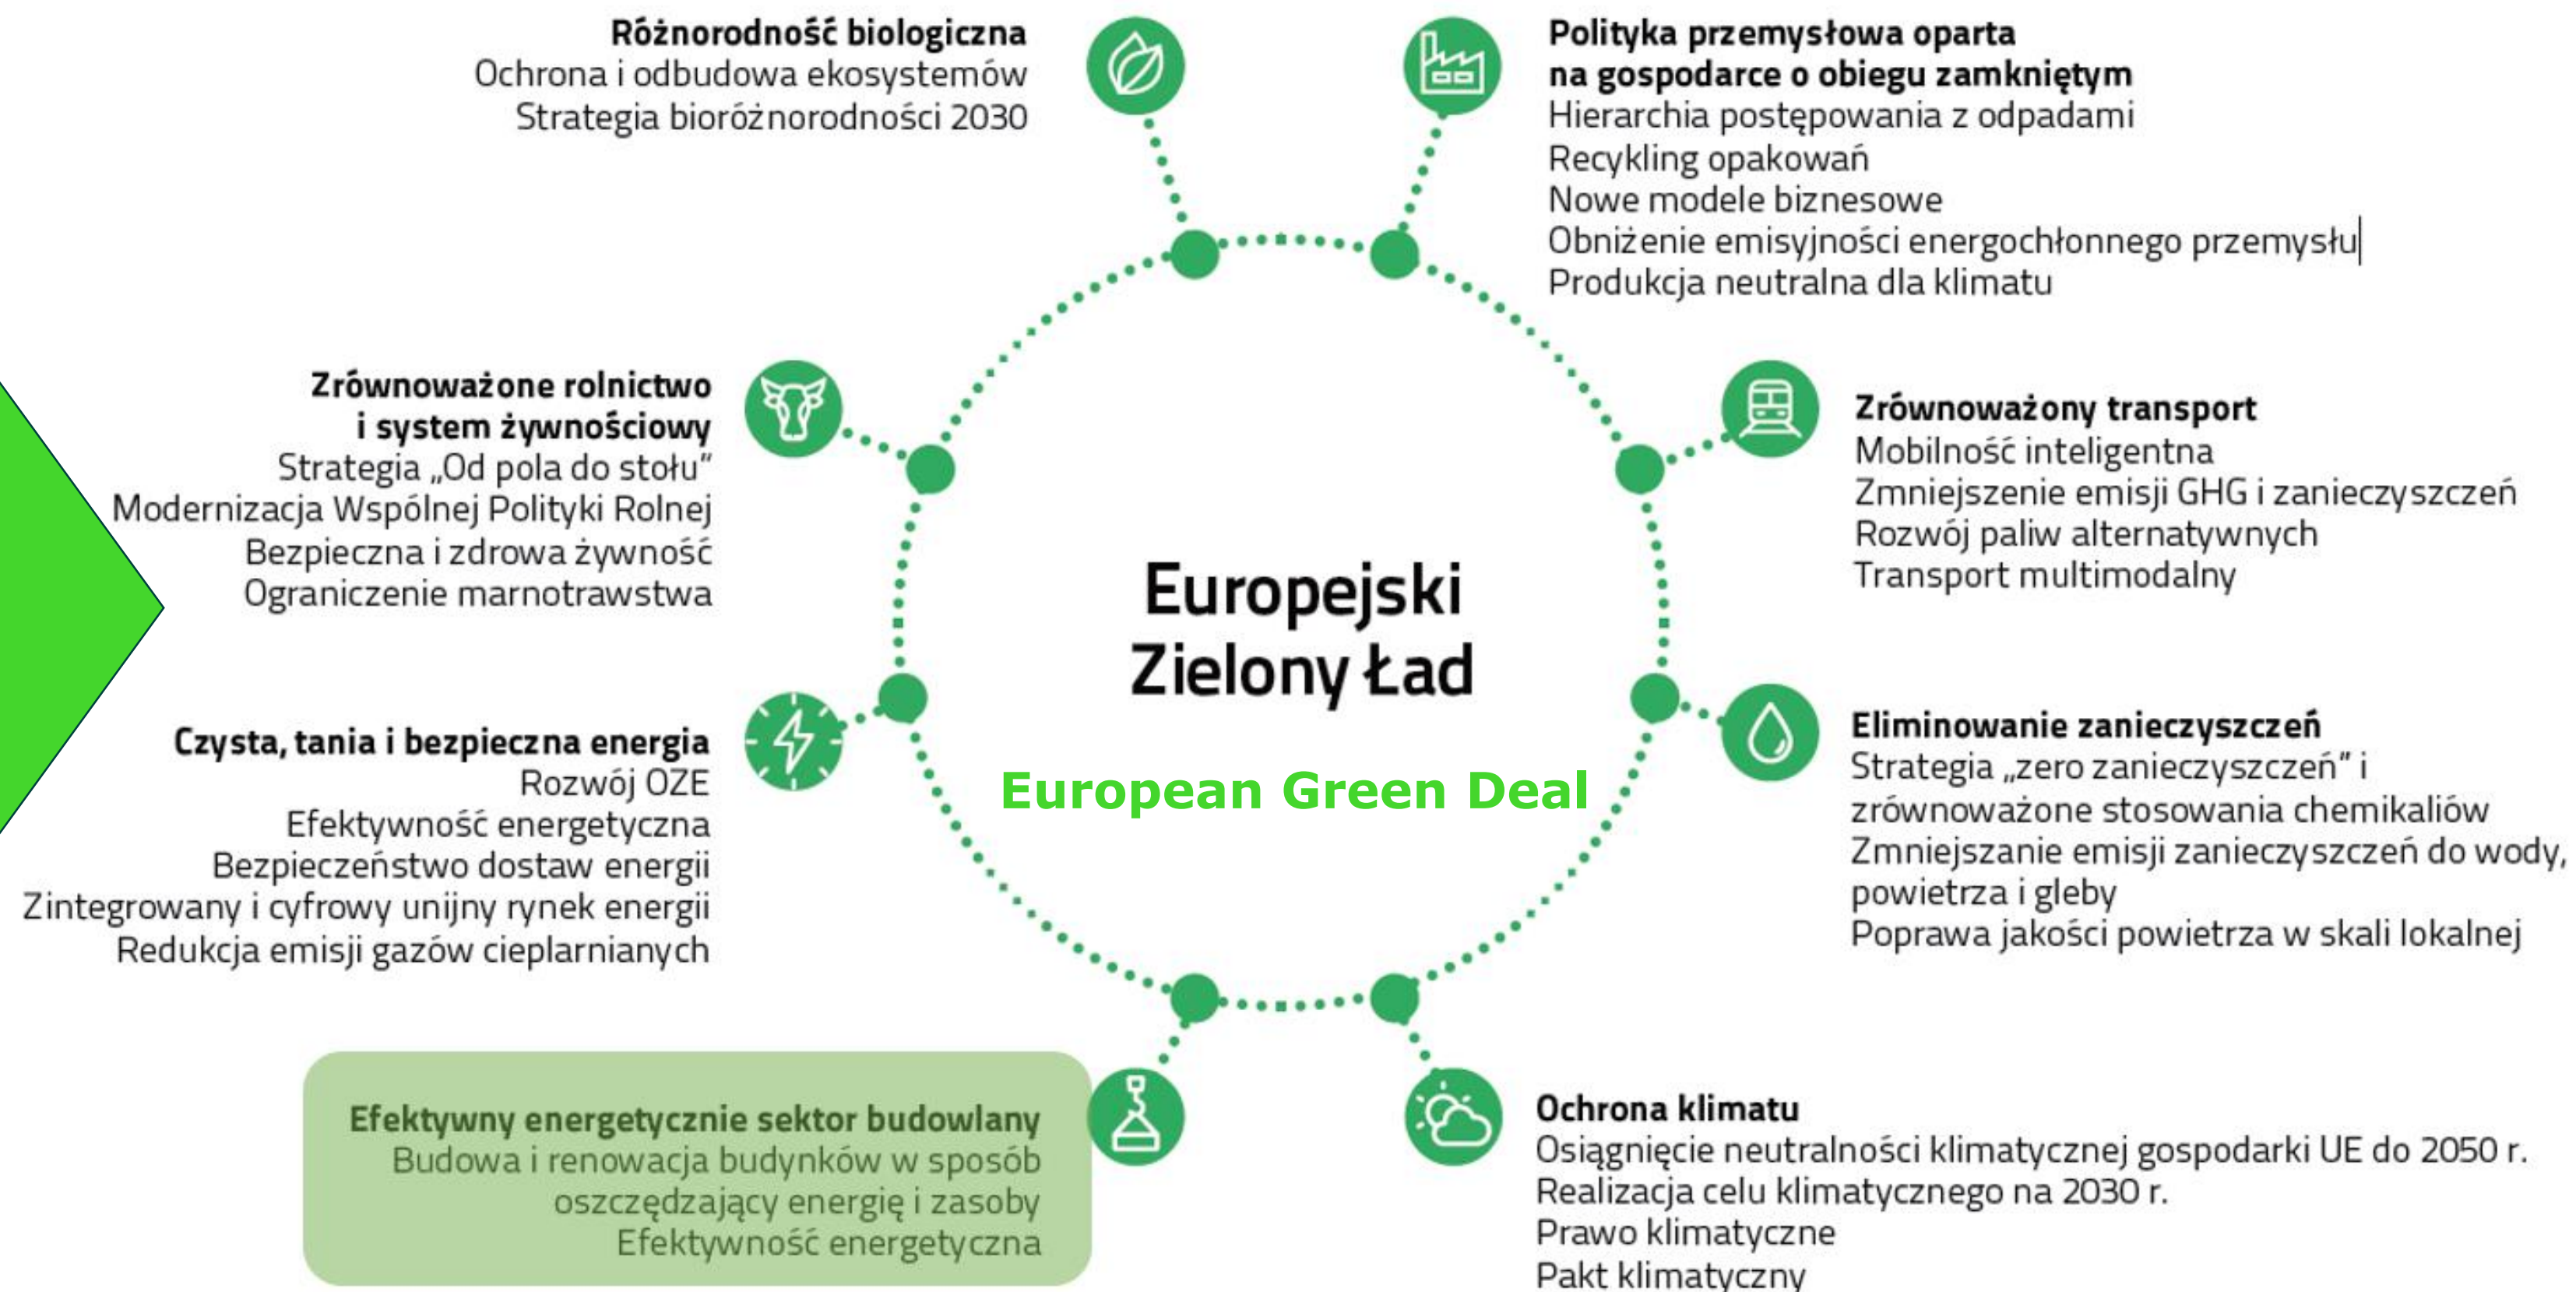 Różnorodność biologiczna
Ochrona i odbudowa ekosystemów
Strategia bioróżnorodności 2030
Polityka przemysłowa oparta
na gospodarce o obiegu zamkniętym
Hierarchia postępowania z odpadami
Recykling opakowań
Nowe modele biznesowe
Obniżenie emisyjności energochłonnego przemysłu
Produkcja neutralna dla klimatu
Zrównoważone rolnictwo
i system żywnościowy
Strategia „Od pola do stołu”
Modernizacja Wspólnej Polityki Rolnej
Bezpieczna i zdrowa żywność
Ograniczenie marnotrawstwa
Zrównoważony transport
Mobilność inteligentna
Zmniejszenie emisji GHG i zanieczyszczeń
Rozwój paliw alternatywnych
Transport multimodalny
Europejski
Zielony Ład
European Green Deal
Czysta, tania i bezpieczna energia
Rozwój OZE
Efektywność energetyczna
Bezpieczeństwo dostaw energii
Zintegrowany i cyfrowy unijny rynek energii
Redukcja emisji gazów cieplarnianych
Eliminowanie zanieczyszczeń
Strategia „zero zanieczyszczeń” i
zrównoważone stosowania chemikaliów
Zmniejszanie emisji zanieczyszczeń do wody,
powietrza i gleby
Poprawa jakości powietrza w skali lokalnej
Efektywny energetycznie sektor budowlany
Budowa i renowacja budynków w sposób
oszczędzający energię i zasoby
Efektywność energetyczna
Ochrona klimatu
Osiągnięcie neutralności klimatycznej gospodarki UE do 2050 r.
Realizacja celu klimatycznego na 2030 r.
Prawo klimatyczne
Pakt klimatyczny